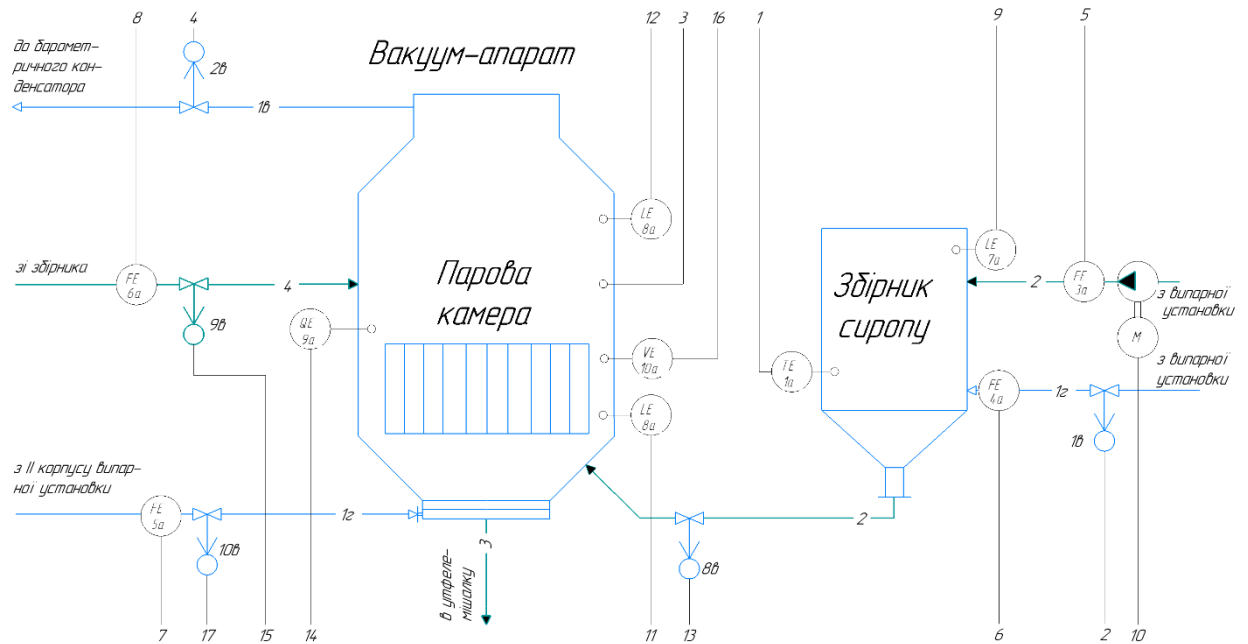 8
4
12
3
16
1
9
5
до баромет-
ричного кон-
денсатора
2в
1в
Вакуум-апарат
LE
8а
LE
7а
зі збірника
FE
6а
4
9в
Парова
камера
QE
9а
VE
10а
LE
8а
Збірник
сиропу
TE
1а
2
FE
3а
з випарної
установки
M
з випарної
установки
FE
4а
1г
1в
з II корпусу випар-
ної установки
FE
5а
10в
1г
3
в утфеле-
мішалку
2
8в
7
17
15
14
11
13
6
2
10